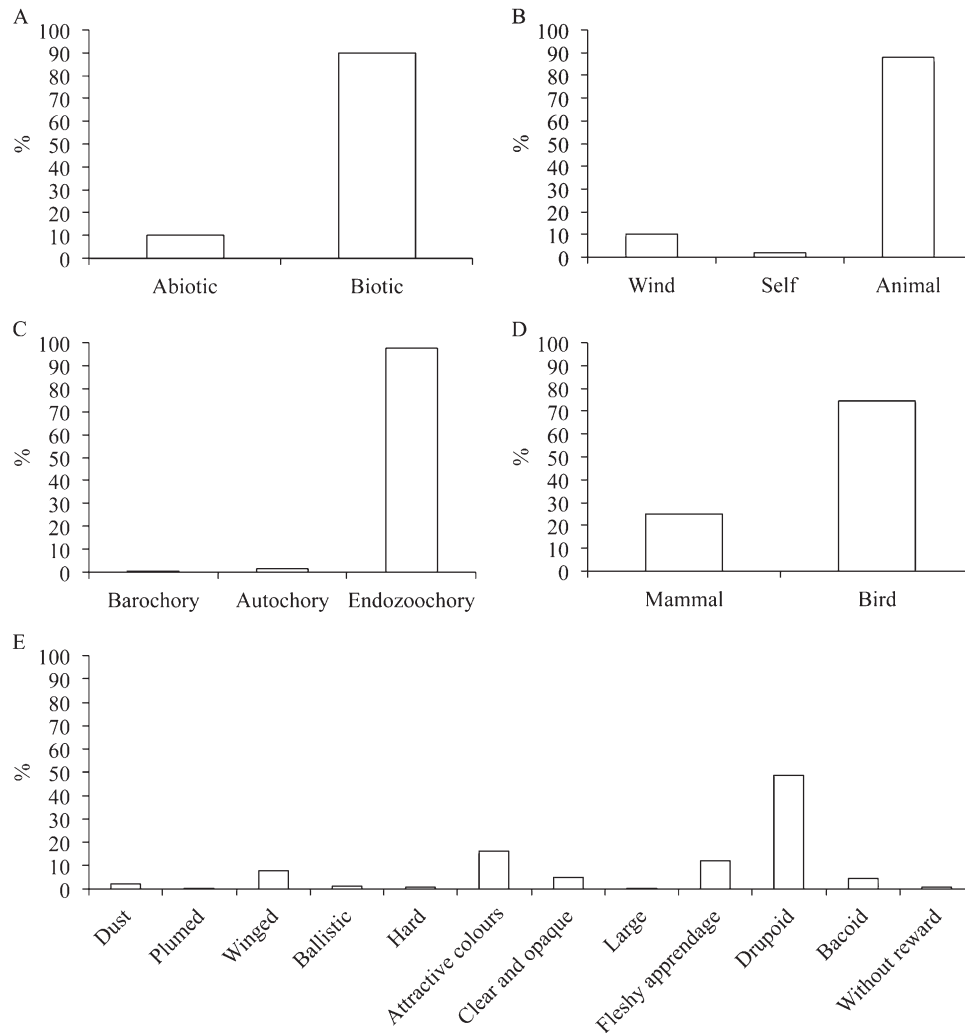 A
100
90
80
70
60
50
40
30
20
10
0
%
Abiotic Biotic
B
100
90
80
70
60
50
40
30
20
10
0
%
Wind Self Animal
C
100
90
80
70
60
50
40
30
20
10
0
%
Barochory Autochory Endozoochory
D
100
90
80
70
60
50
40
30
20
10
0
%
Mammal Bird
E
100
90
80
70
60
50
40
30
20
10
0
%
Dust
Plumed
Winged
Ballistic
Hard
Attractive colours
Clear and opaque
Large
Fleshy apprendage
Drupoid
Bacoid
Without reward